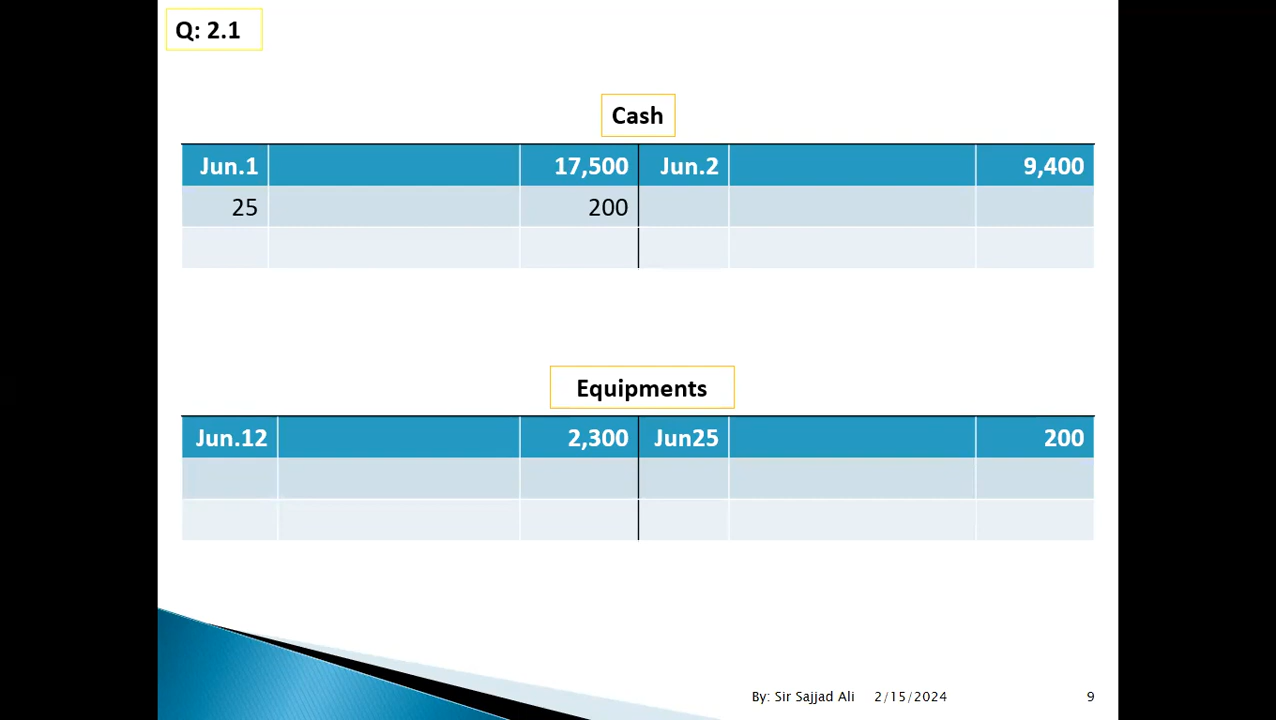 Q: 2.1
Cash
Jun.1 17,500 Jun.2 9,400
25 200
Equipments
Jun.12 2,300 Jun25 200
By: Sir Sajjad Ali 2/15/2024 9